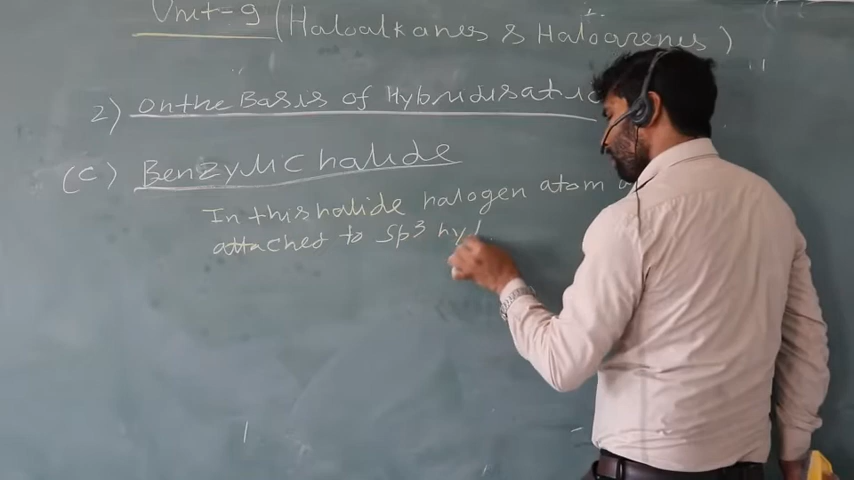 Unit-9 (Haloalkanes & Haloarenes)
2) On the Basis of Hybridisatio
(c) Benzylic halide
In this halide halogen atom
attached to Sp3 hy